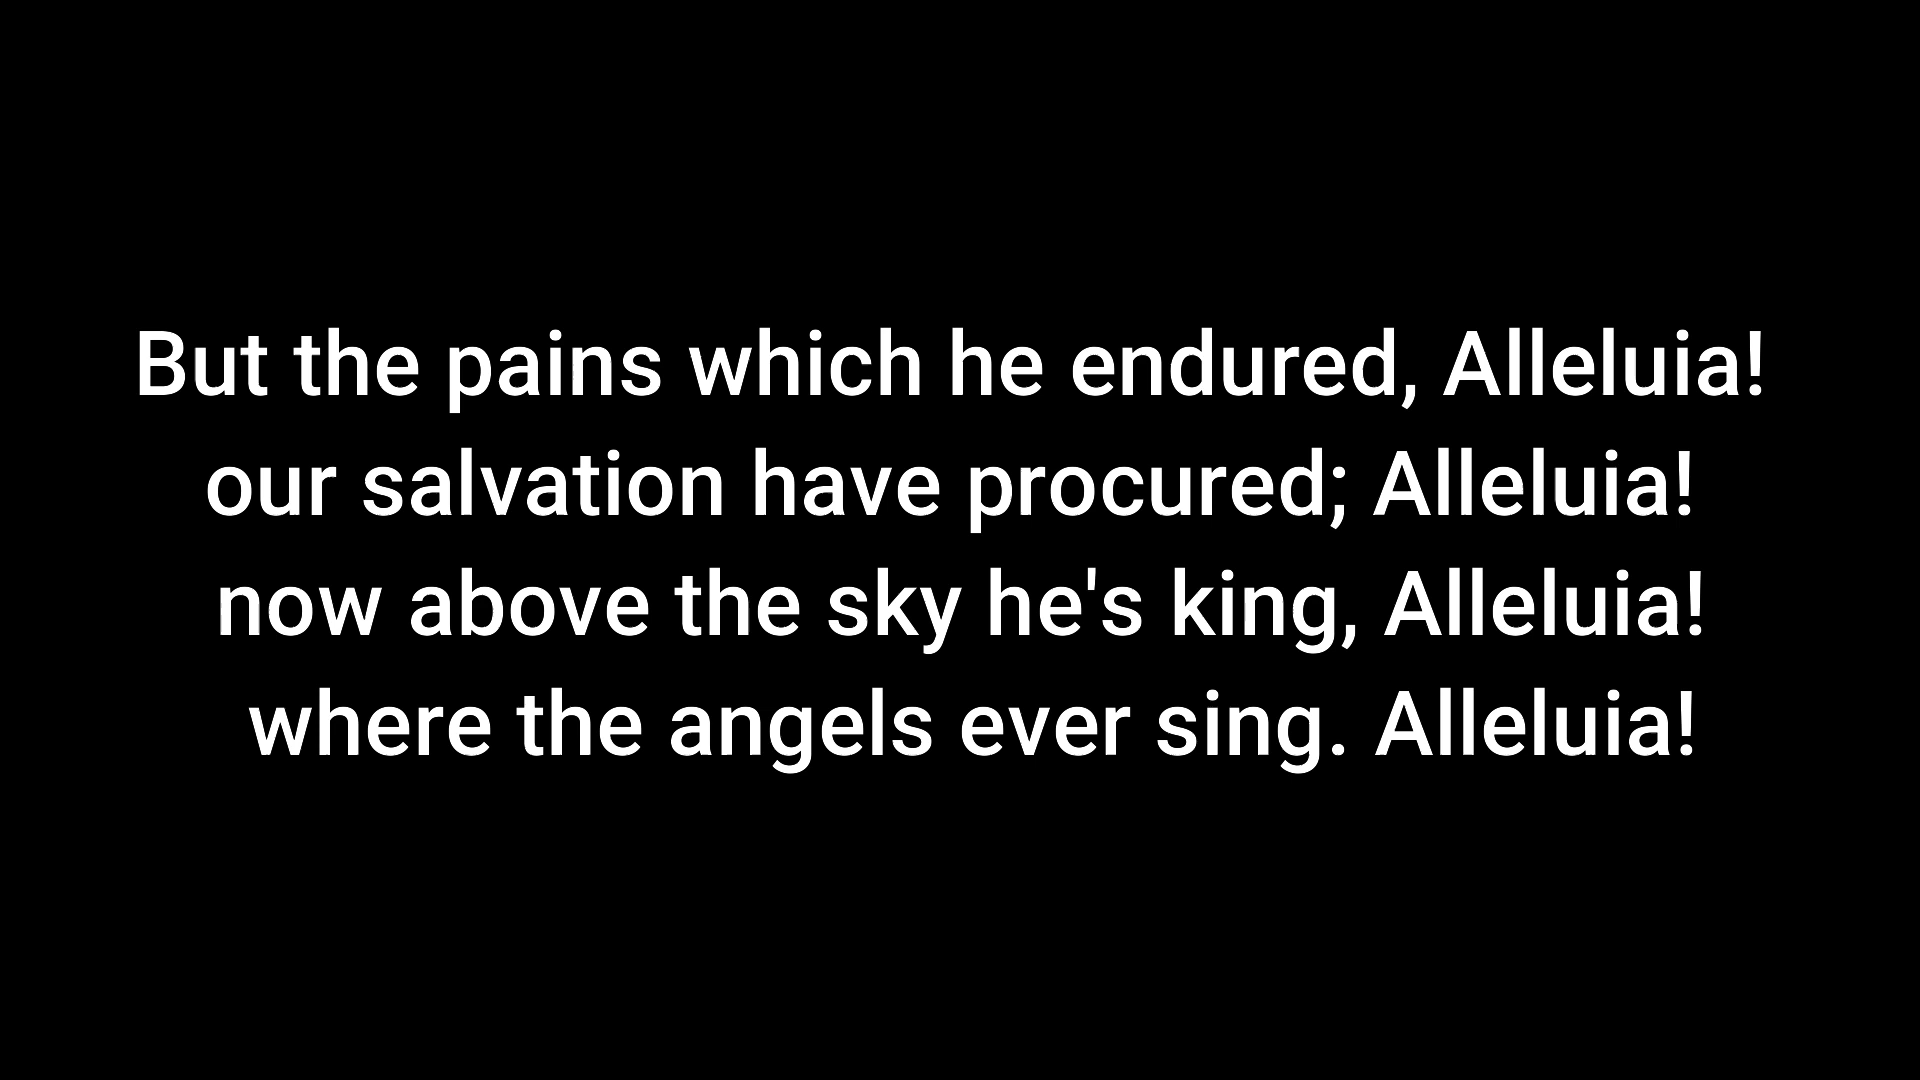 But the pains which he endured, Alleluia!
our salvation have procured; Alleluia!
now above the sky he's king, Alleluia!
where the angels ever sing. Alleluia!